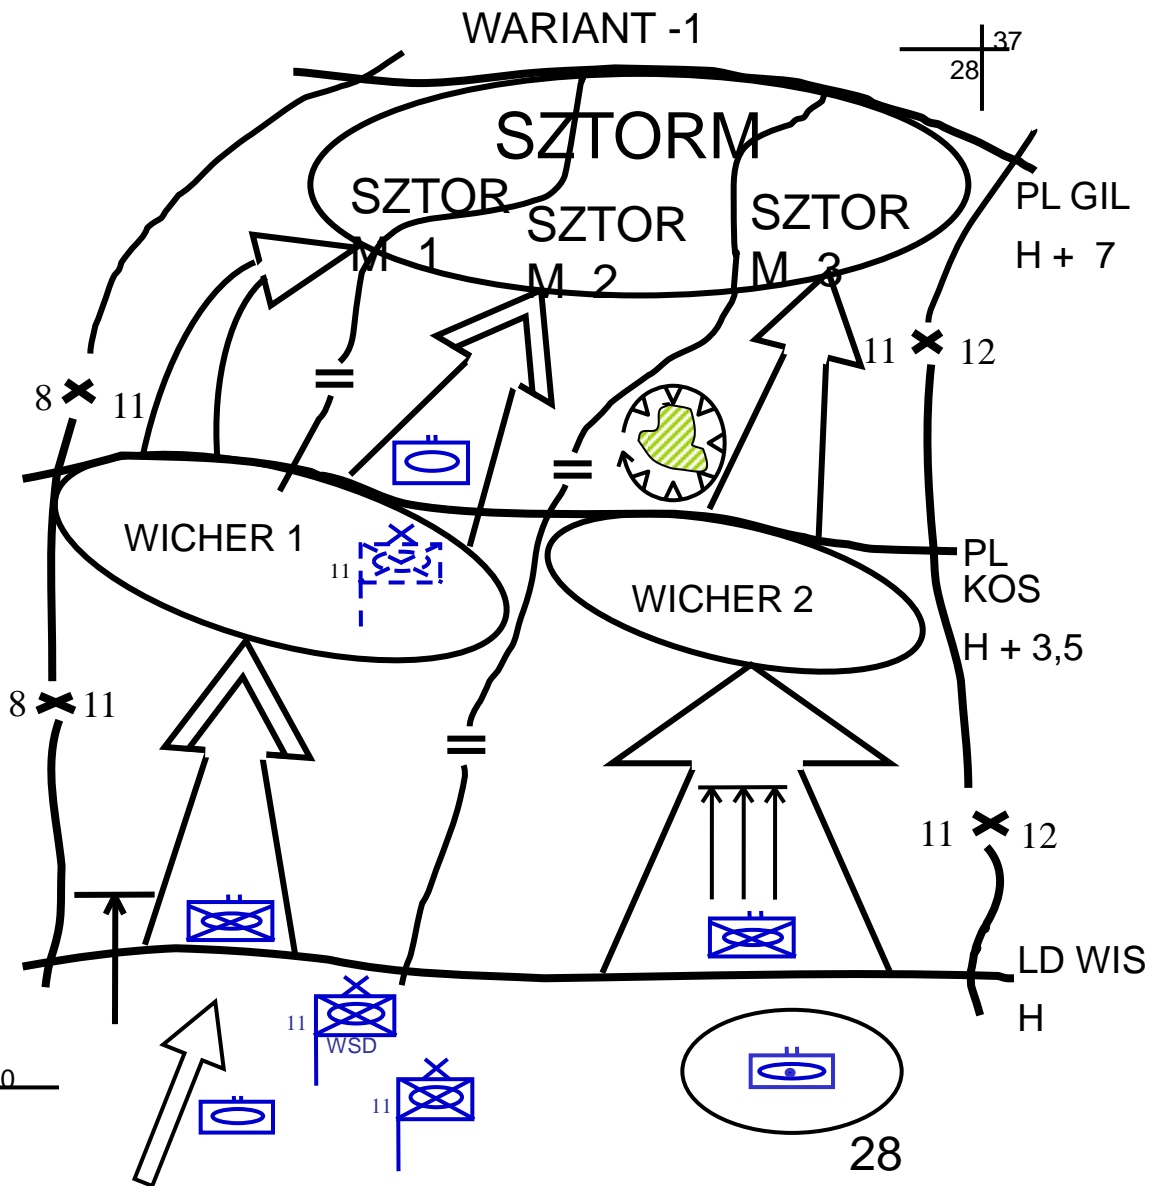 WARIANT -1
37
28
SZTORM
SZTOR
M 1
SZTOR
M 2
SZTOR
M 3
PL GIL
H + 7
11
12
8
11
WICHER 1
11
WICHER 2
PL
KOS
H + 3,5
8
11
11
12
LD WIS
H
11
WSD
11
0
28